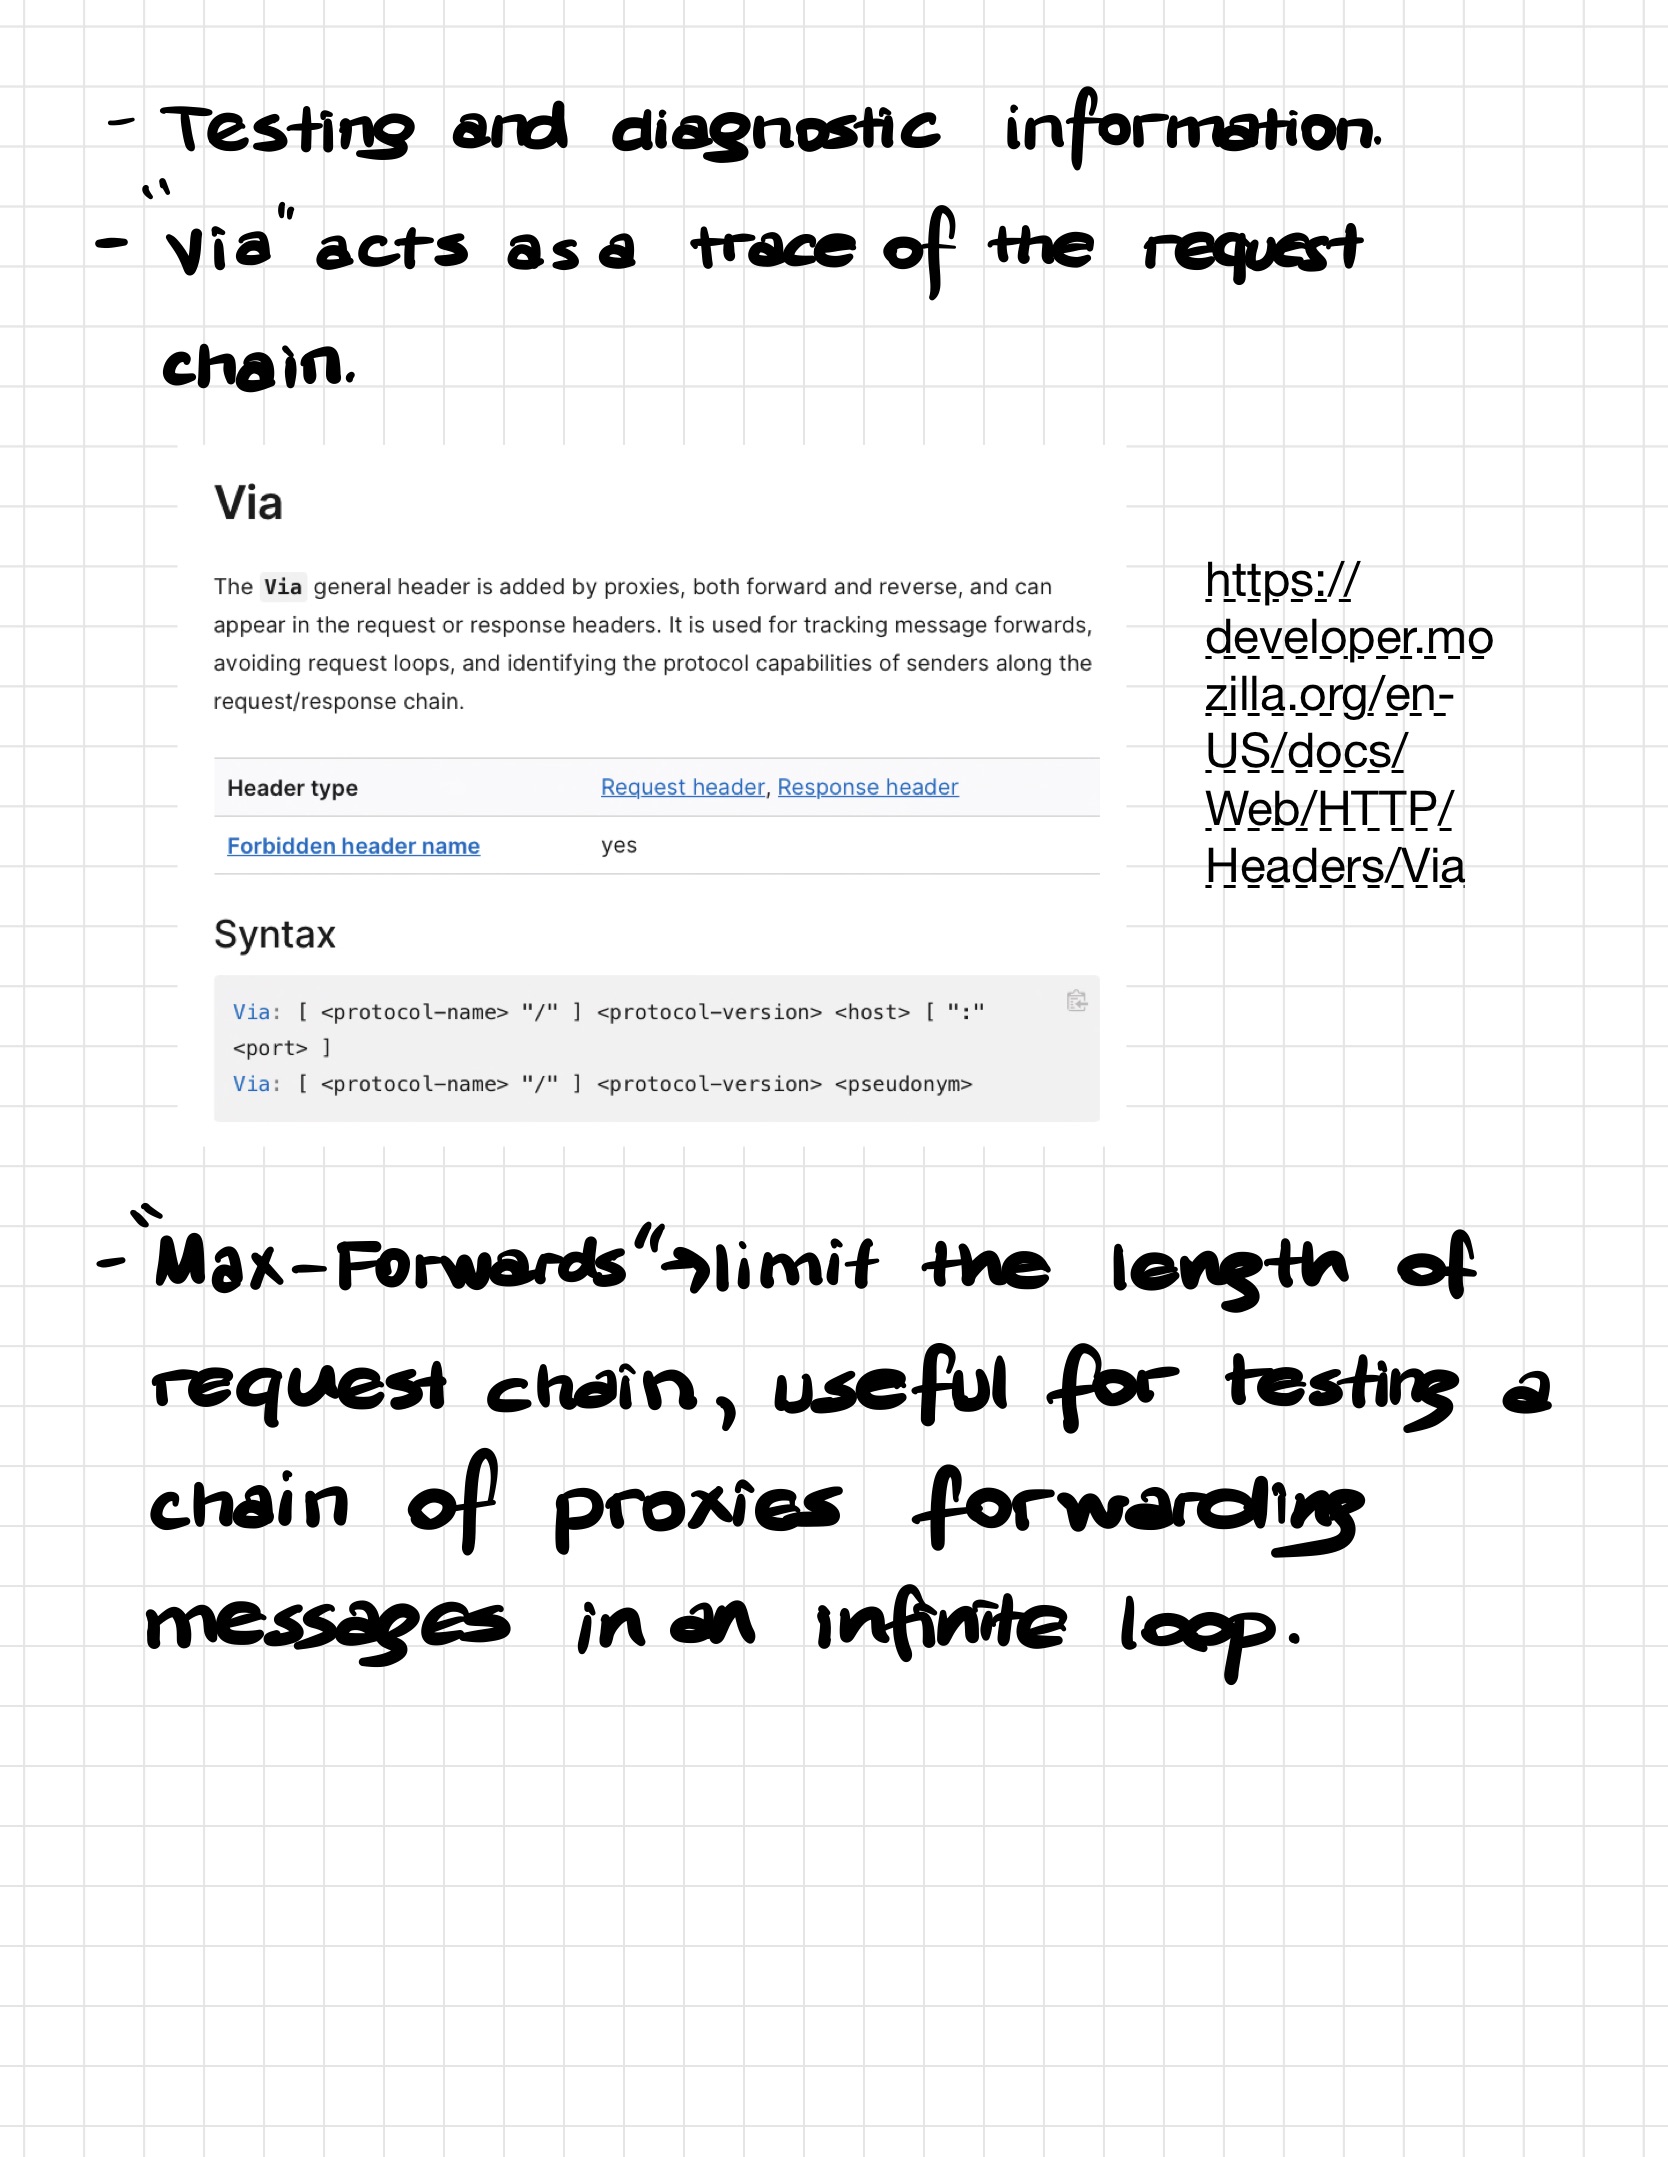 - Testing and diagnostic information.
- "Via" acts as a trace of the request
chain.
Via
The Via general header is added by proxies, both forward and reverse, and can
appear in the request or response headers. It is used for tracking message forwards,
avoiding request loops, and identifying the protocol capabilities of senders along the
request/response chain.
Header type Request header, Response header
Forbidden header name yes
Syntax
Via: [ <protocol-name> "/" ] <protocol-version> <host> [ ":"
<port> ]
Via: [ <protocol-name> "/" ] <protocol-version> <pseudonym>
https://
developer.mo
zilla.org/en-
US/docs/
Web/HTTP/
Headers/Via
- "Max-Forwards"→limit the length of
request chain, useful for testing a
chain of proxies forwarding
messages in an infinite loop.